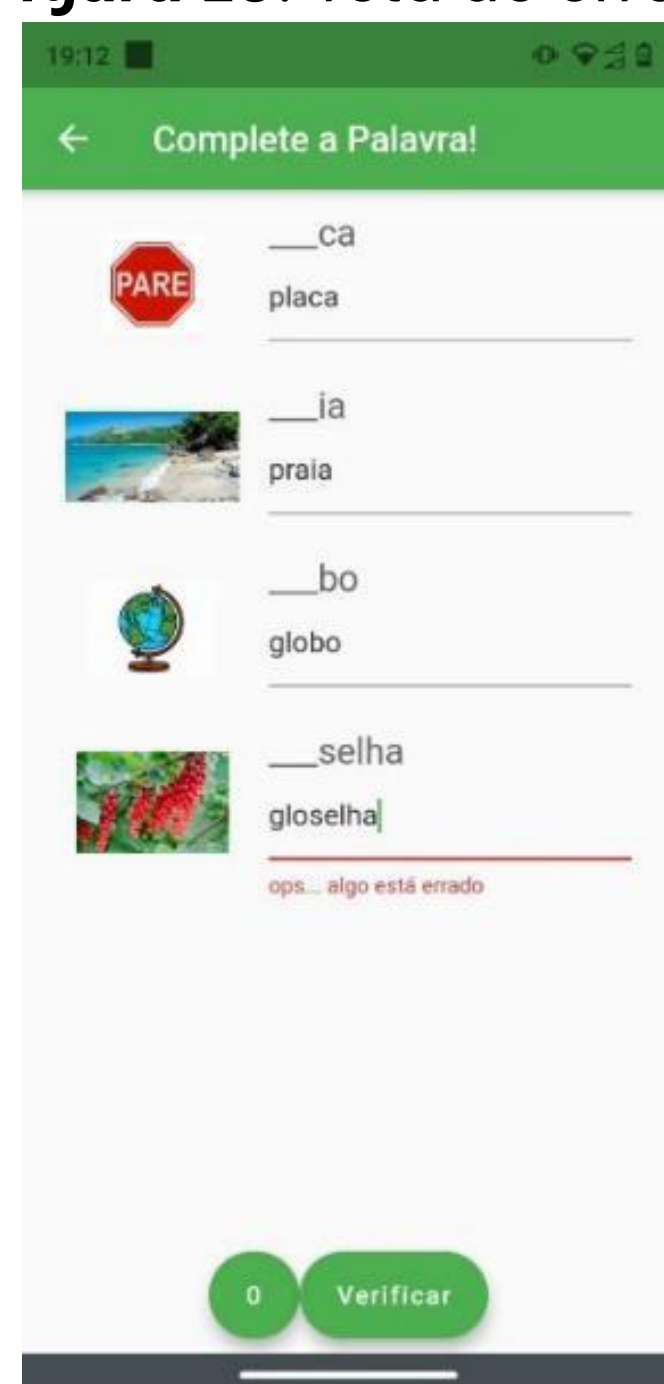 19:12
Complete a Palavra!
___ca
PARE
placa
___ia
praia
___bo
globo
___selha
gloselha
ops... algo está errado
0
Verificar